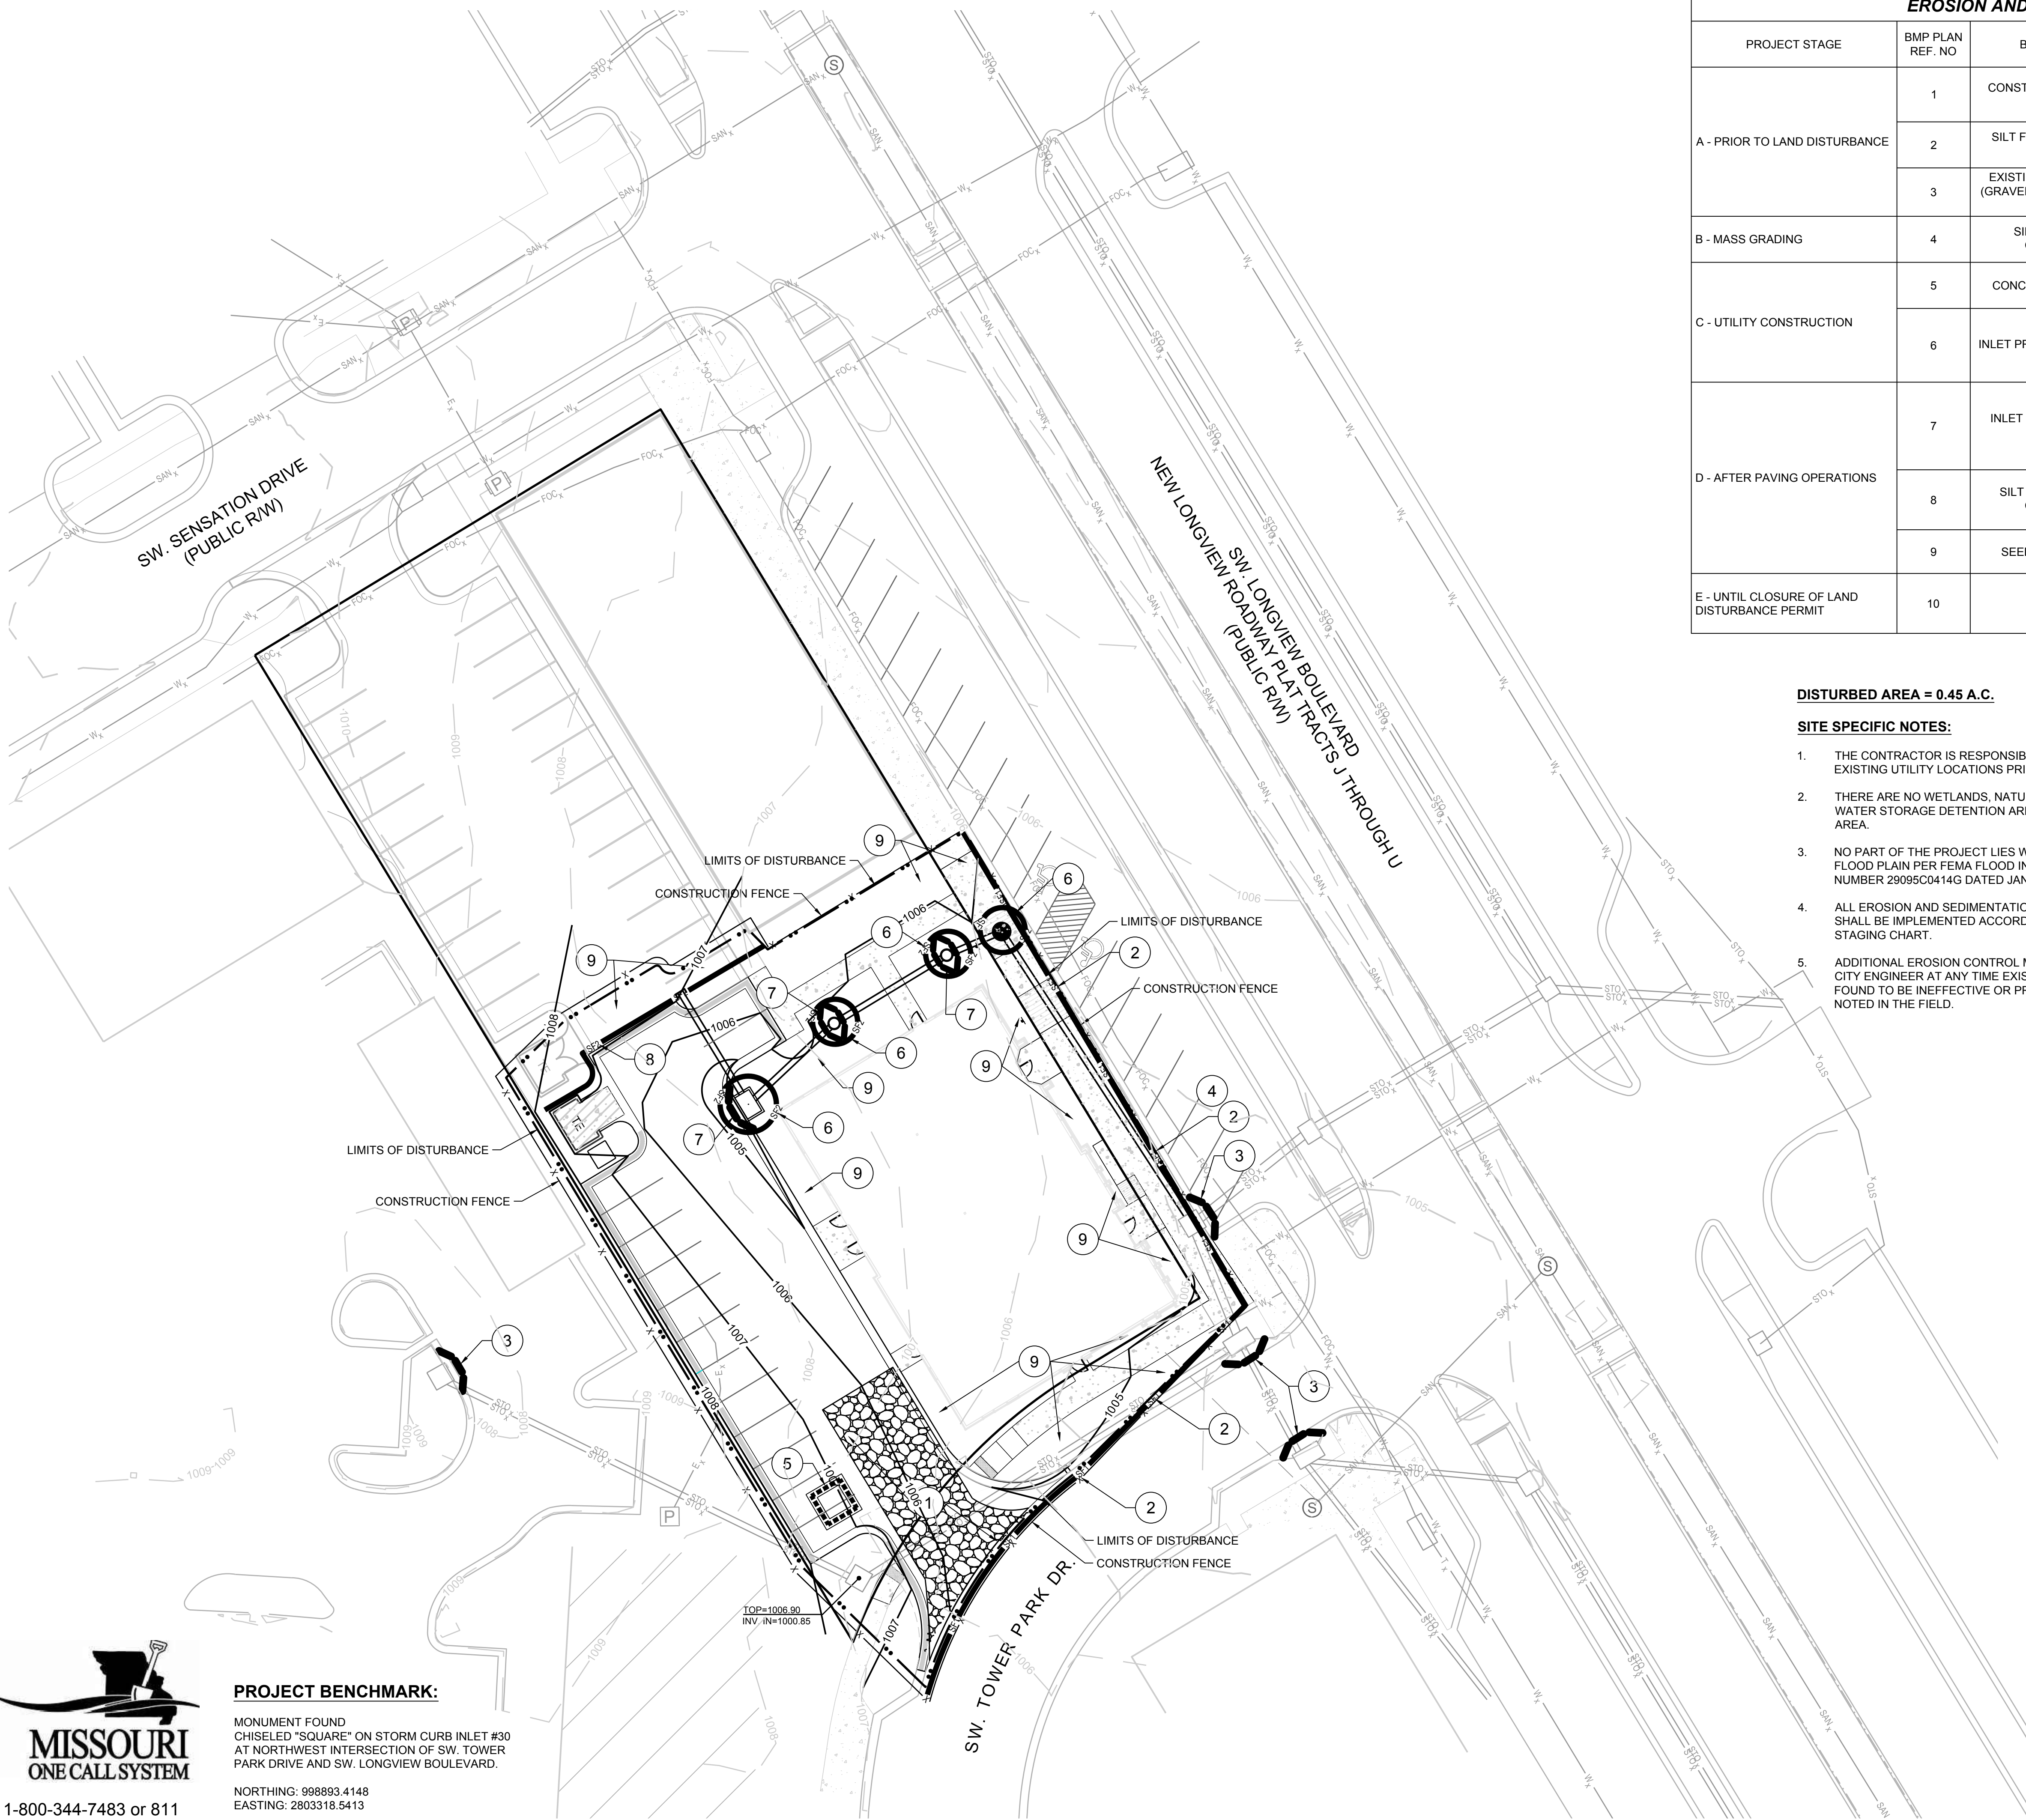 EROSION AND
PROJECT STAGE
BMP PLAN
REF. NO
B
A - PRIOR TO LAND DISTURBANCE
1
CONST
2
SILT F
3
EXISTI
(GRAVE
B - MASS GRADING
4
SI
C - UTILITY CONSTRUCTION
5
CONC
6
INLET PR
D - AFTER PAVING OPERATIONS
7
INLET
8
SILT
9
SEE
E - UNTIL CLOSURE OF LAND
DISTURBANCE PERMIT
10
DISTURBED AREA = 0.45 A.C.
SITE SPECIFIC NOTES:
1. THE CONTRACTOR IS RESPONSIB
EXISTING UTILITY LOCATIONS PRI
2. THERE ARE NO WETLANDS, NATU
WATER STORAGE DETENTION AR
AREA.
3. NO PART OF THE PROJECT LIES W
FLOOD PLAIN PER FEMA FLOOD IN
NUMBER 29095C0414G DATED JAN
4. ALL EROSION AND SEDIMENTATIO
SHALL BE IMPLEMENTED ACCORD
STAGING CHART.
5. ADDITIONAL EROSION CONTROL M
CITY ENGINEER AT ANY TIME EXIS
FOUND TO BE INEFFECTIVE OR PR
NOTED IN THE FIELD.
SW. SENSATION DRIVE
(PUBLIC R/W)
SW. LONGVIEW BOULEVARD
NEW LONGVIEW ROADWAY PLAT TRACTS J THROUGH U
(PUBLIC R/W)
LIMITS OF DISTURBANCE
CONSTRUCTION FENCE
LIMITS OF DISTURBANCE
CONSTRUCTION FENCE
LIMITS OF DISTURBANCE
CONSTRUCTION FENCE
LIMITS OF DISTURBANCE
CONSTRUCTION FENCE
SW. TOWER PARK DR.
TOP=1006.90
INV IN=1000.85
MISSOURI
ONE CALL SYSTEM
1-800-344-7483 or 811
PROJECT BENCHMARK:
MONUMENT FOUND
CHISELED "SQUARE" ON STORM CURB INLET #30
AT NORTHWEST INTERSECTION OF SW. TOWER
PARK DRIVE AND SW. LONGVIEW BOULEVARD.
NORTHING: 998893.4148
EASTING: 2803318.5413